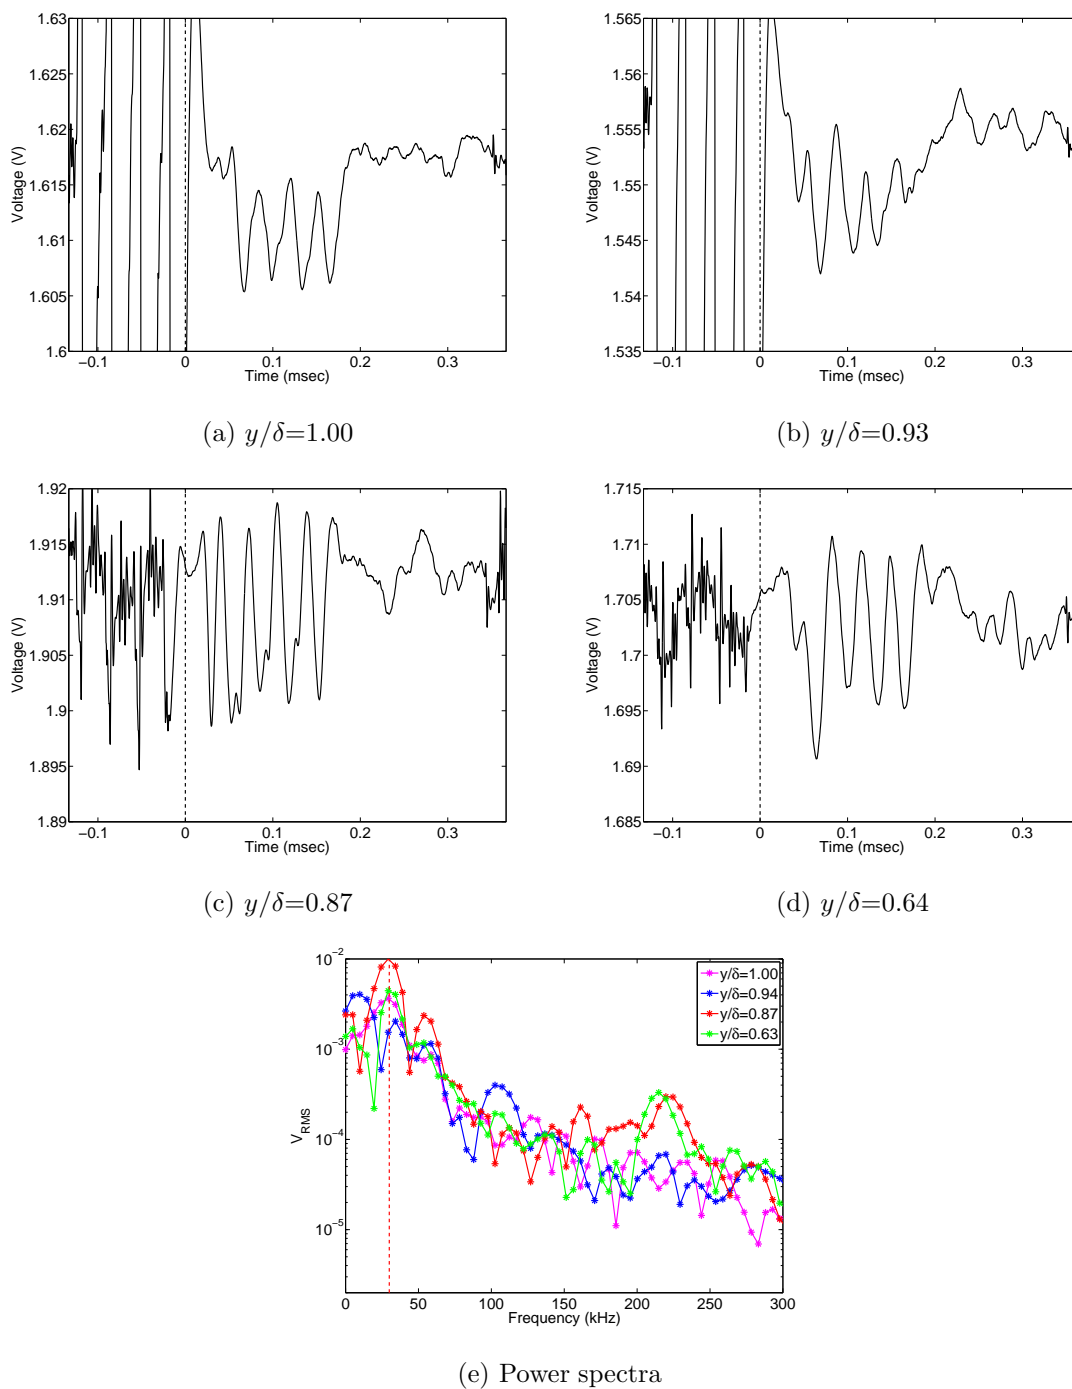 1.63
1.625
1.62
1.615
1.61
1.605
1.6
Voltage (V)
−0.1 0 0.1 0.2 0.3
Time (msec)
(a) y/δ=1.00
1.565
1.56
1.555
1.55
1.545
1.54
1.535
Voltage (V)
−0.1 0 0.1 0.2 0.3
Time (msec)
(b) y/δ=0.93
1.92
1.915
1.91
1.905
1.9
1.895
1.89
Voltage (V)
−0.1 0 0.1 0.2 0.3
Time (msec)
(c) y/δ=0.87
1.715
1.71
1.705
1.7
1.695
1.69
1.685
Voltage (V)
−0.1 0 0.1 0.2 0.3
Time (msec)
(d) y/δ=0.64
10⁻²
10⁻³
10⁻⁴
10⁻⁵
V_RMS
y/δ=1.00
y/δ=0.94
y/δ=0.87
y/δ=0.63
0 50 100 150 200 250 300
Frequency (kHz)
(e) Power spectra